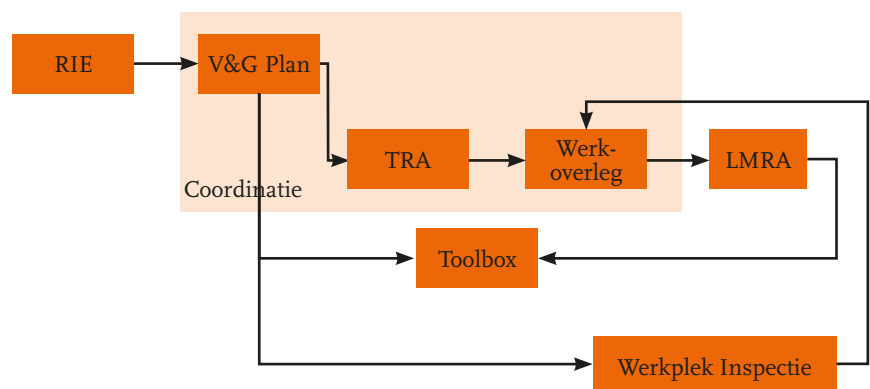 RIE
V&G Plan
TRA
Werk-
overleg
LMRA
Coordinatie
Toolbox
Werkplek Inspectie